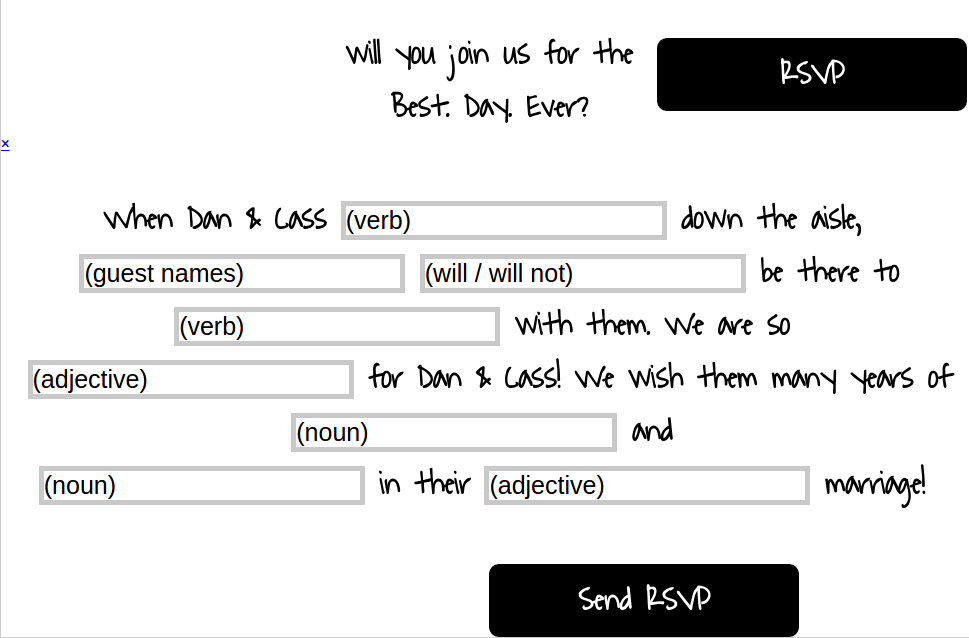 will you join us for the
Best. Day. Ever?
RSVP
×
When Dan & Cass (verb) down the aisle,
(guest names) (will / will not) be there to
(verb) with them. We are so
(adjective) for Dan & Cass! We wish them many years of
(noun) and
(noun) in their (adjective) marriage!
Send RSVP